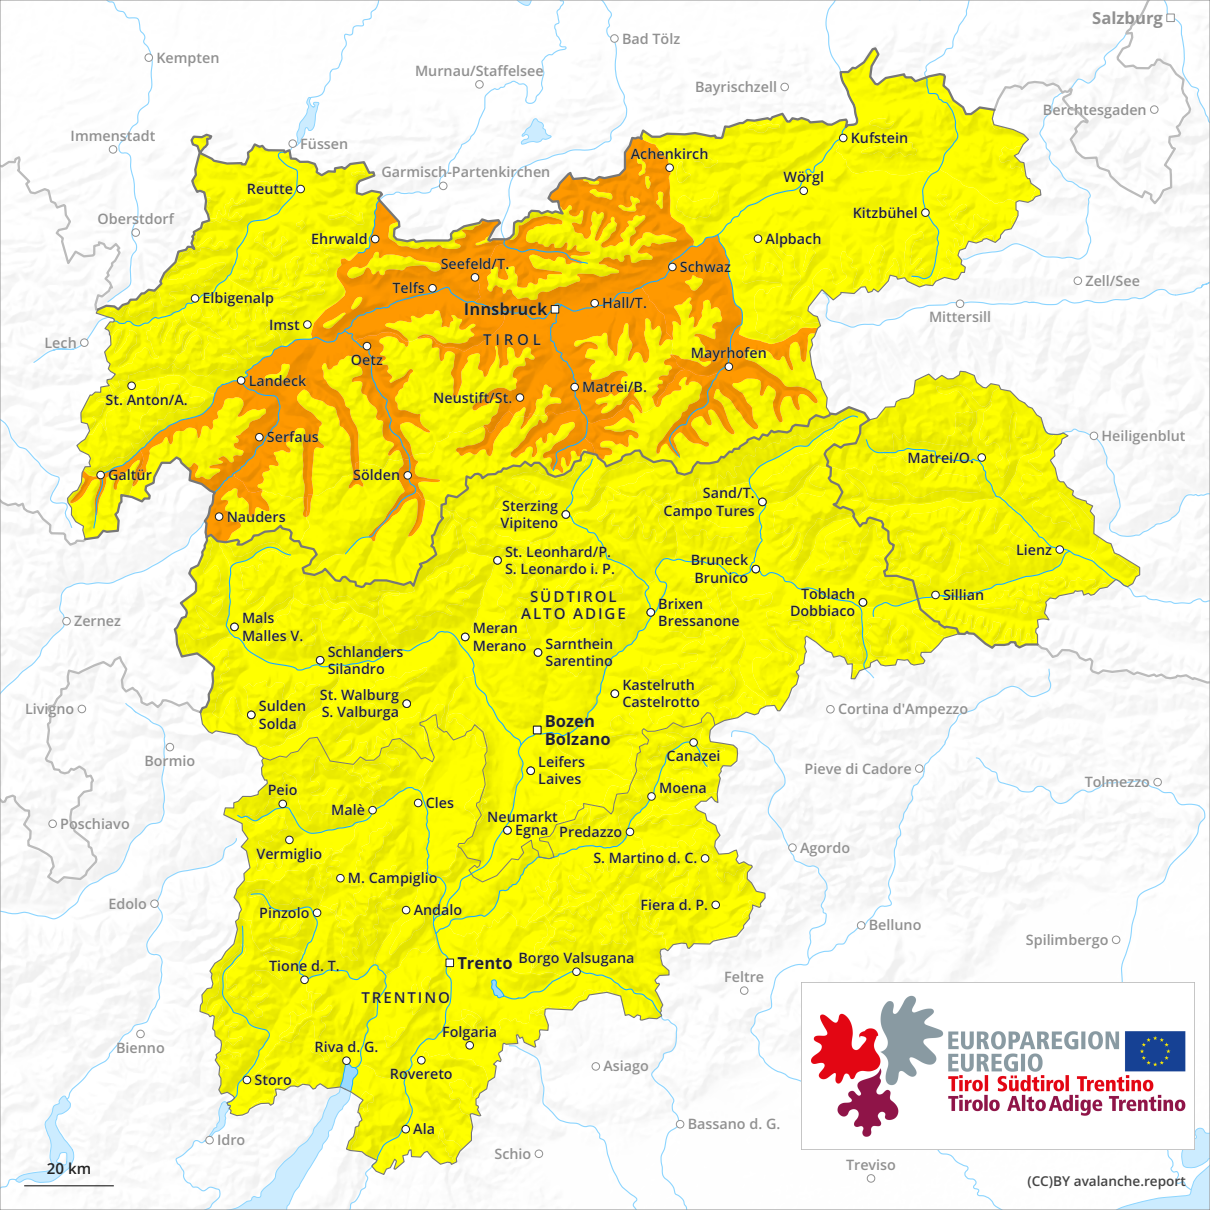 Salzburg
Bad Tölz
Kempten
Murnau/Staffelsee
Bayrischzell
Berchtesgaden
Immenstadt
Füssen
Kufstein
Achenkirch
Garmisch-Partenkirchen
Wörgl
Reutte
Oberstdorf
Kitzbühel
Ehrwald
Alpbach
Seefeld/T.
Schwaz
Zell/See
Telfs
Elbigenalp
Hall/T.
Innsbruck
Mittersill
Imst
TIROL
Lech
Oetz
Mayrhofen
Landeck
St. Anton/A.
Matrei/B.
Neustift/St.
Serfaus
Heiligenblut
Matrei/O.
Galtür
Sölden
Sand/T.
Campo Tures
Sterzing
Vipiteno
Nauders
Lienz
St. Leonhard/P.
S. Leonardo i. P.
Bruneck
Brunico
SÜDTIROL
ALTO ADIGE
Toblach
Dobbiaco
Sillian
Brixen
Bressanone
Zernez
Mals
Malles V.
Meran
Merano
Sarnthein
Sarentino
Schlanders
Silandro
Kastelruth
Castelrotto
St. Walburg
S. Valburga
Livigno
Sulden
Solda
Cortina d'Ampezzo
Bozen
Bolzano
Bormio
Canazei
Leifers
Laives
Pieve di Cadore
Tolmezzo
Peio
Moena
Cles
Malè
Poschiavo
Neumarkt
Egna
Predazzo
Vermiglio
Agordo
S. Martino d. C.
M. Campiglio
Edolo
Fiera d. P.
Pinzolo
Andalo
Belluno
Spilimbergo
Trento
Borgo Valsugana
Tione d. T.
Feltre
TRENTINO
Folgaria
Bienno
Riva d. G.
EUROPAREGION
EUREGIO
Tirol Südtirol Trentino
Tirolo Alto Adige Trentino
Asiago
Rovereto
Storo
Bassano d. G.
Ala
Idro
Schio
Treviso
20 km
(CC)BY avalanche.report